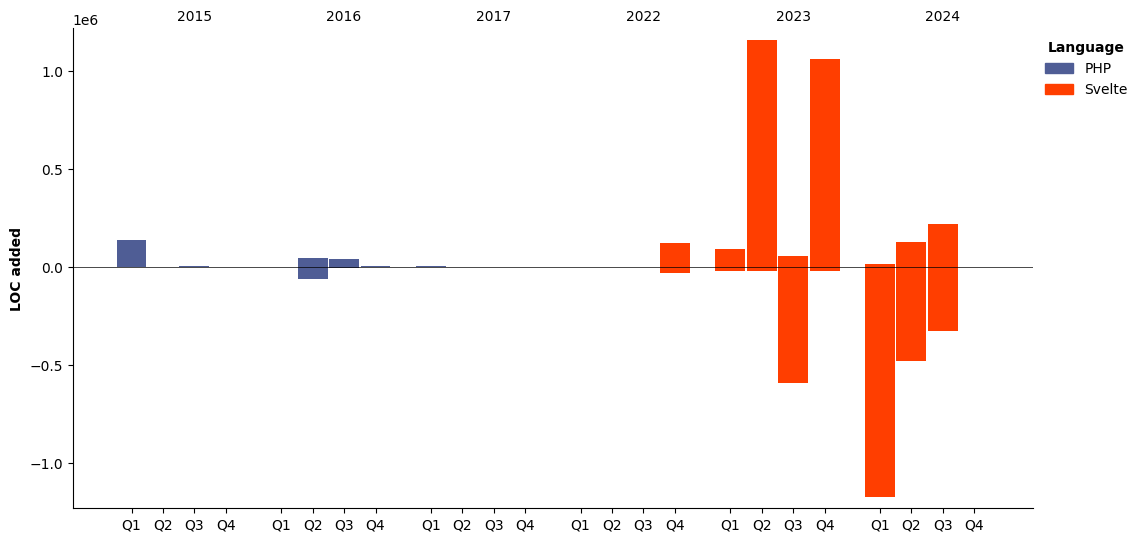 1e6
2015 2016 2017 2022 2023 2024
Language
PHP
Svelte
LOC added
1.0
0.5
0.0
−0.5
−1.0
Q1 Q2 Q3 Q4 Q1 Q2 Q3 Q4 Q1 Q2 Q3 Q4 Q1 Q2 Q3 Q4 Q1 Q2 Q3 Q4 Q1 Q2 Q3 Q4